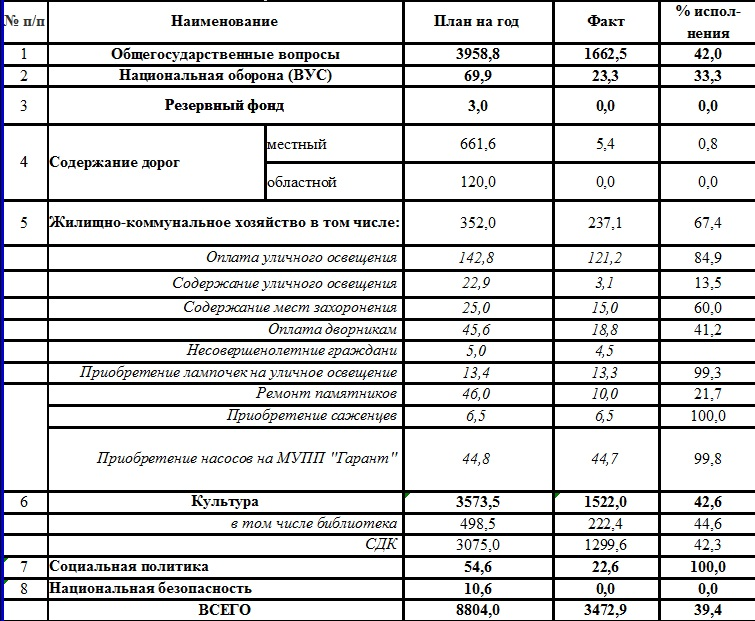 № п/п Наименование План на год Факт % испол-
нения
1 Общегосударственные вопросы 3958,8 1662,5 42,0
2 Национальная оборона (ВУС) 69,9 23,3 33,3
3 Резервный фонд 3,0 0,0 0,0
4 Содержание дорог местный 661,6 5,4 0,8
областной 120,0 0,0 0,0
5 Жилищно-коммунальное хозяйство в том числе: 352,0 237,1 67,4
Оплата уличного освещения 142,8 121,2 84,9
Содержание уличного освещения 22,9 3,1 13,5
Содержание мест захоронения 25,0 15,0 60,0
Оплата дворникам 45,6 18,8 41,2
Несовершенолетние граждани 5,0 4,5
Приобретение лампочек на уличное освещение 13,4 13,3 99,3
Ремонт памятников 46,0 10,0 21,7
Приобретение саженцев 6,5 6,5 100,0
Приобретение насосов на МУПП "Гарант" 44,8 44,7 99,8
6 Культура 3573,5 1522,0 42,6
в том числе библиотека 498,5 222,4 44,6
СДК 3075,0 1299,6 42,3
7 Социальная политика 54,6 22,6 100,0
8 Национальная безопасность 10,6 0,0 0,0
ВСЕГО 8804,0 3472,9 39,4